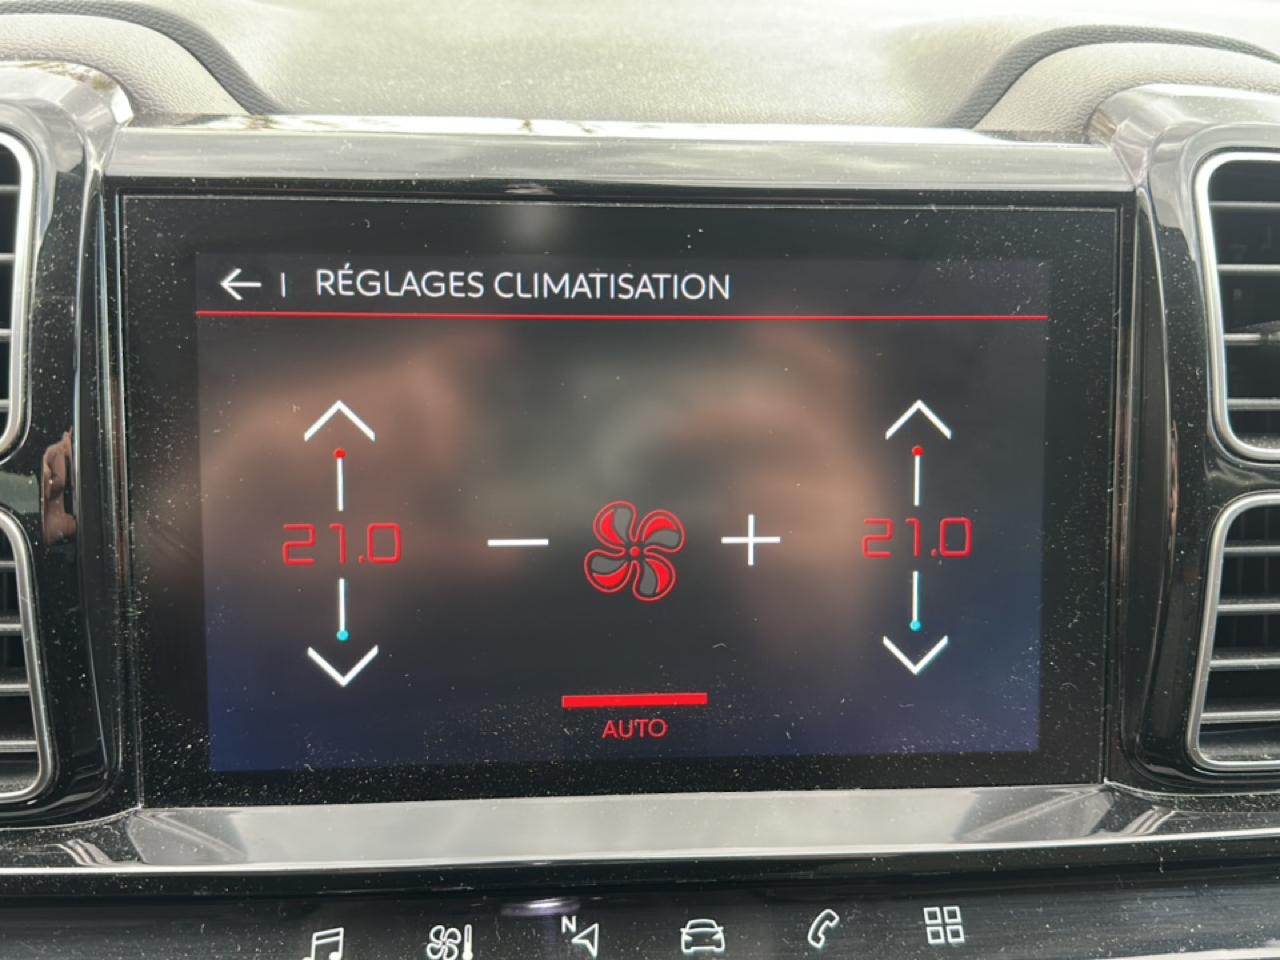 RÉGLAGES CLIMATISATION
21.0
21.0
AUTO
N